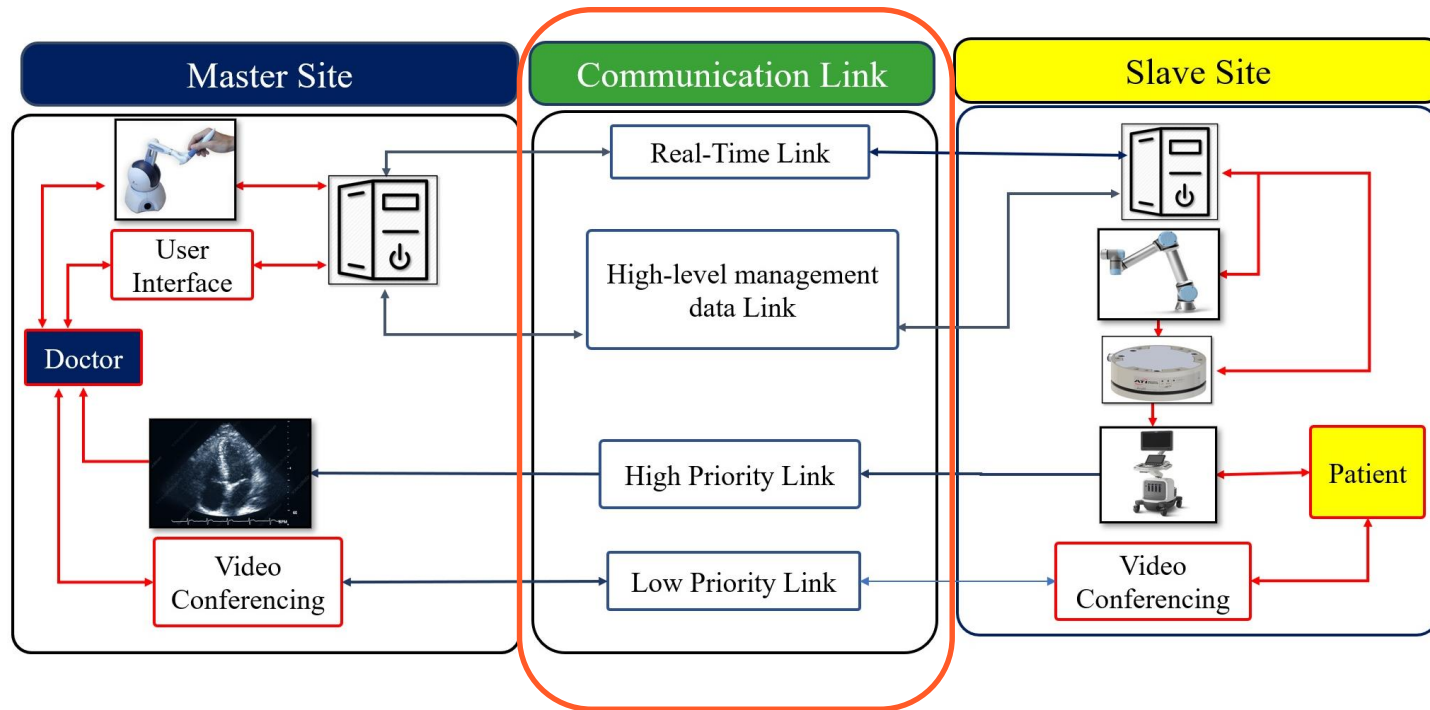 Master Site
Communication Link
Slave Site
Real-Time Link
User
Interface
High-level management
data Link
Doctor
ATI
High Priority Link
Patient
Video
Conferencing
Low Priority Link
Video
Conferencing